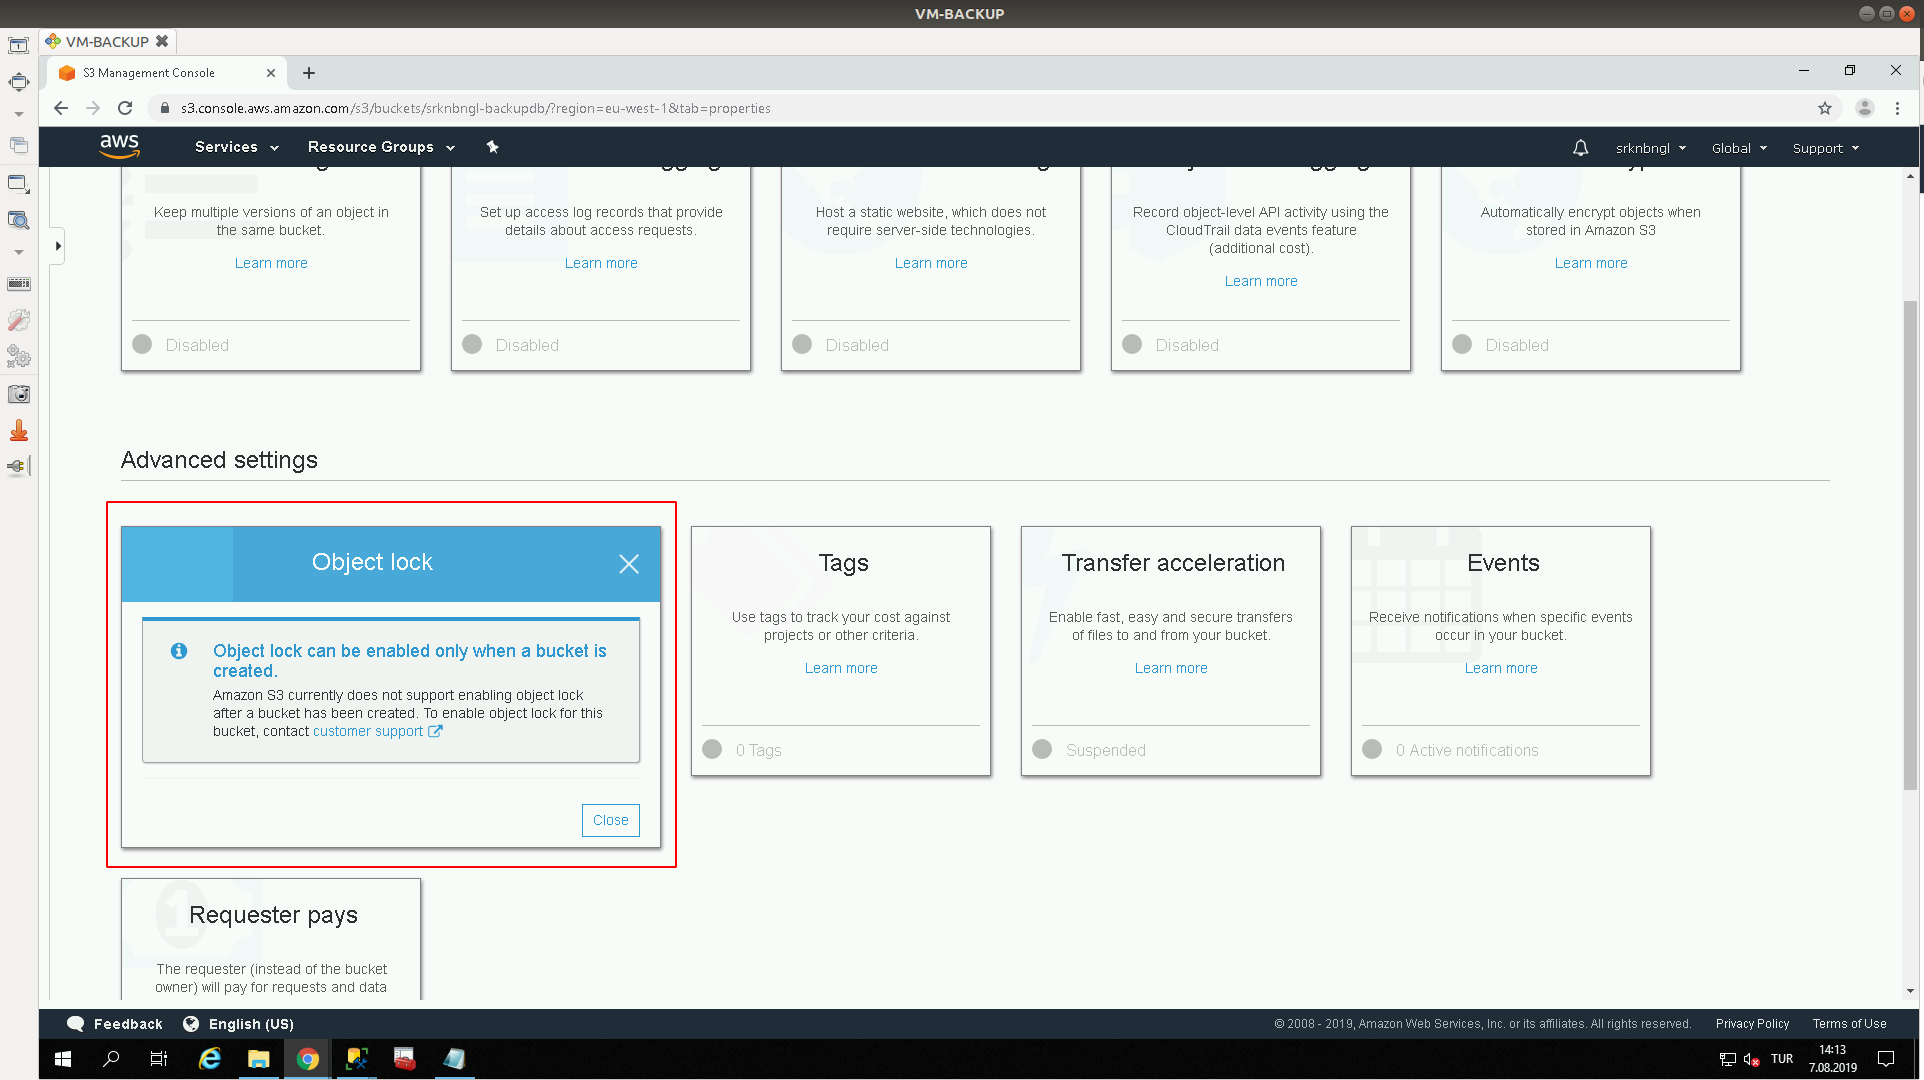 VM-BACKUP
VM-BACKUP
S3 Management Console
s3.console.aws.amazon.com/s3/buckets/srknbngl-backupdb/?region=eu-west-1&tab=properties
aws
Services
Resource Groups
srknbngl
Global
Support
Keep multiple versions of an object in
the same bucket.
Learn more
Disabled
Set up access log records that provide
details about access requests.
Learn more
Disabled
Host a static website, which does not
require server-side technologies.
Learn more
Disabled
Record object-level API activity using the
CloudTrail data events feature
(additional cost).
Learn more
Disabled
Automatically encrypt objects when
stored in Amazon S3
Learn more
Disabled
Advanced settings
Object lock
Object lock can be enabled only when a bucket is
created.
Amazon S3 currently does not support enabling object lock
after a bucket has been created. To enable object lock for this
bucket, contact customer support
Close
Tags
Use tags to track your cost against
projects or other criteria.
Learn more
0 Tags
Transfer acceleration
Enable fast, easy and secure transfers
of files to and from your bucket.
Learn more
Suspended
Events
Receive notifications when specific events
occur in your bucket.
Learn more
0 Active notifications
Requester pays
The requester (instead of the bucket
owner) will pay for requests and data
Feedback
English (US)
© 2008 - 2019, Amazon Web Services, Inc. or its affiliates. All rights reserved.
Privacy Policy
Terms of Use
TUR
14:13
7.08.2019